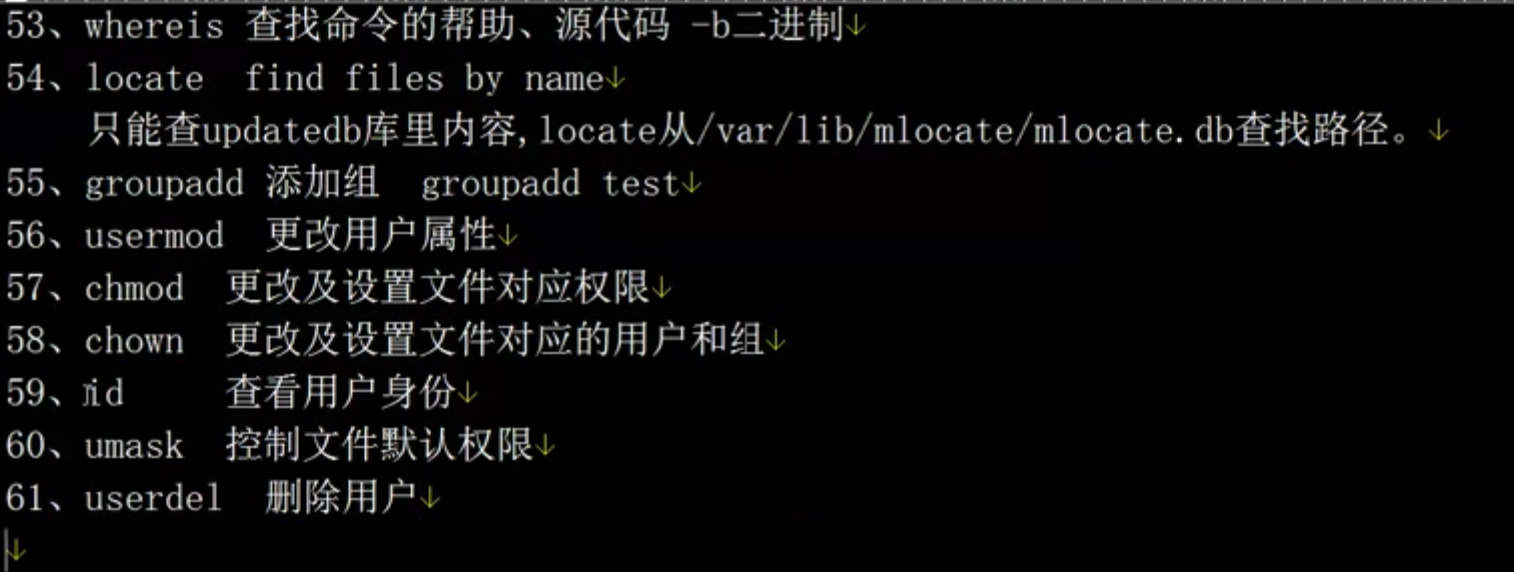 53、whereis 查找命令的帮助、源代码 -b二进制↓
54、locate  find files by name↓
只能查updatedb库里内容,locate从/var/lib/mlocate/mlocate.db查找路径。↓
55、groupadd 添加组  groupadd test↓
56、usermod  更改用户属性↓
57、chmod  更改及设置文件对应权限↓
58、chown  更改及设置文件对应的用户和组↓
59、id     查看用户身份↓
60、umask  控制文件默认权限↓
61、userdel  删除用户↓
↓